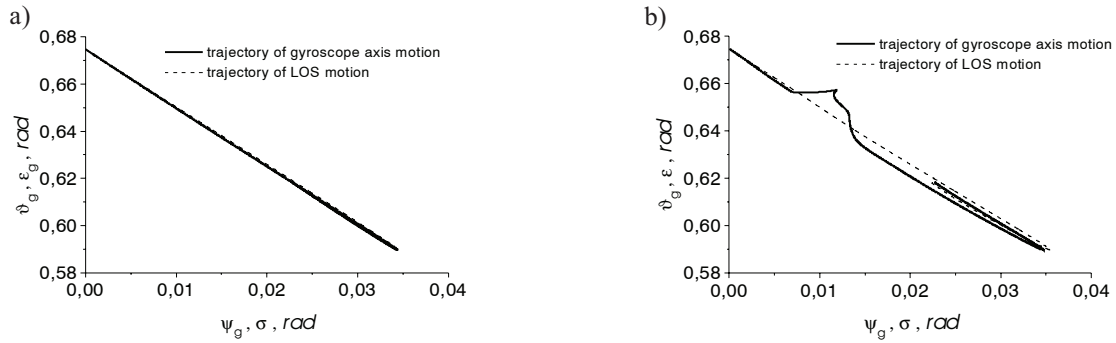 a)
0,68
0,66
0,64
0,62
0,60
0,58
ϑg, εg, rad
trajectory of gyroscope axis motion
trajectory of LOS motion
0,00 0,01 0,02 0,03 0,04
ψg, σ, rad
b)
0,68
0,66
0,64
0,62
0,60
0,58
ϑg, ε, rad
trajectory of gyroscope axis motion
trajectory of LOS motion
0,00 0,01 0,02 0,03 0,04
ψg, σ, rad